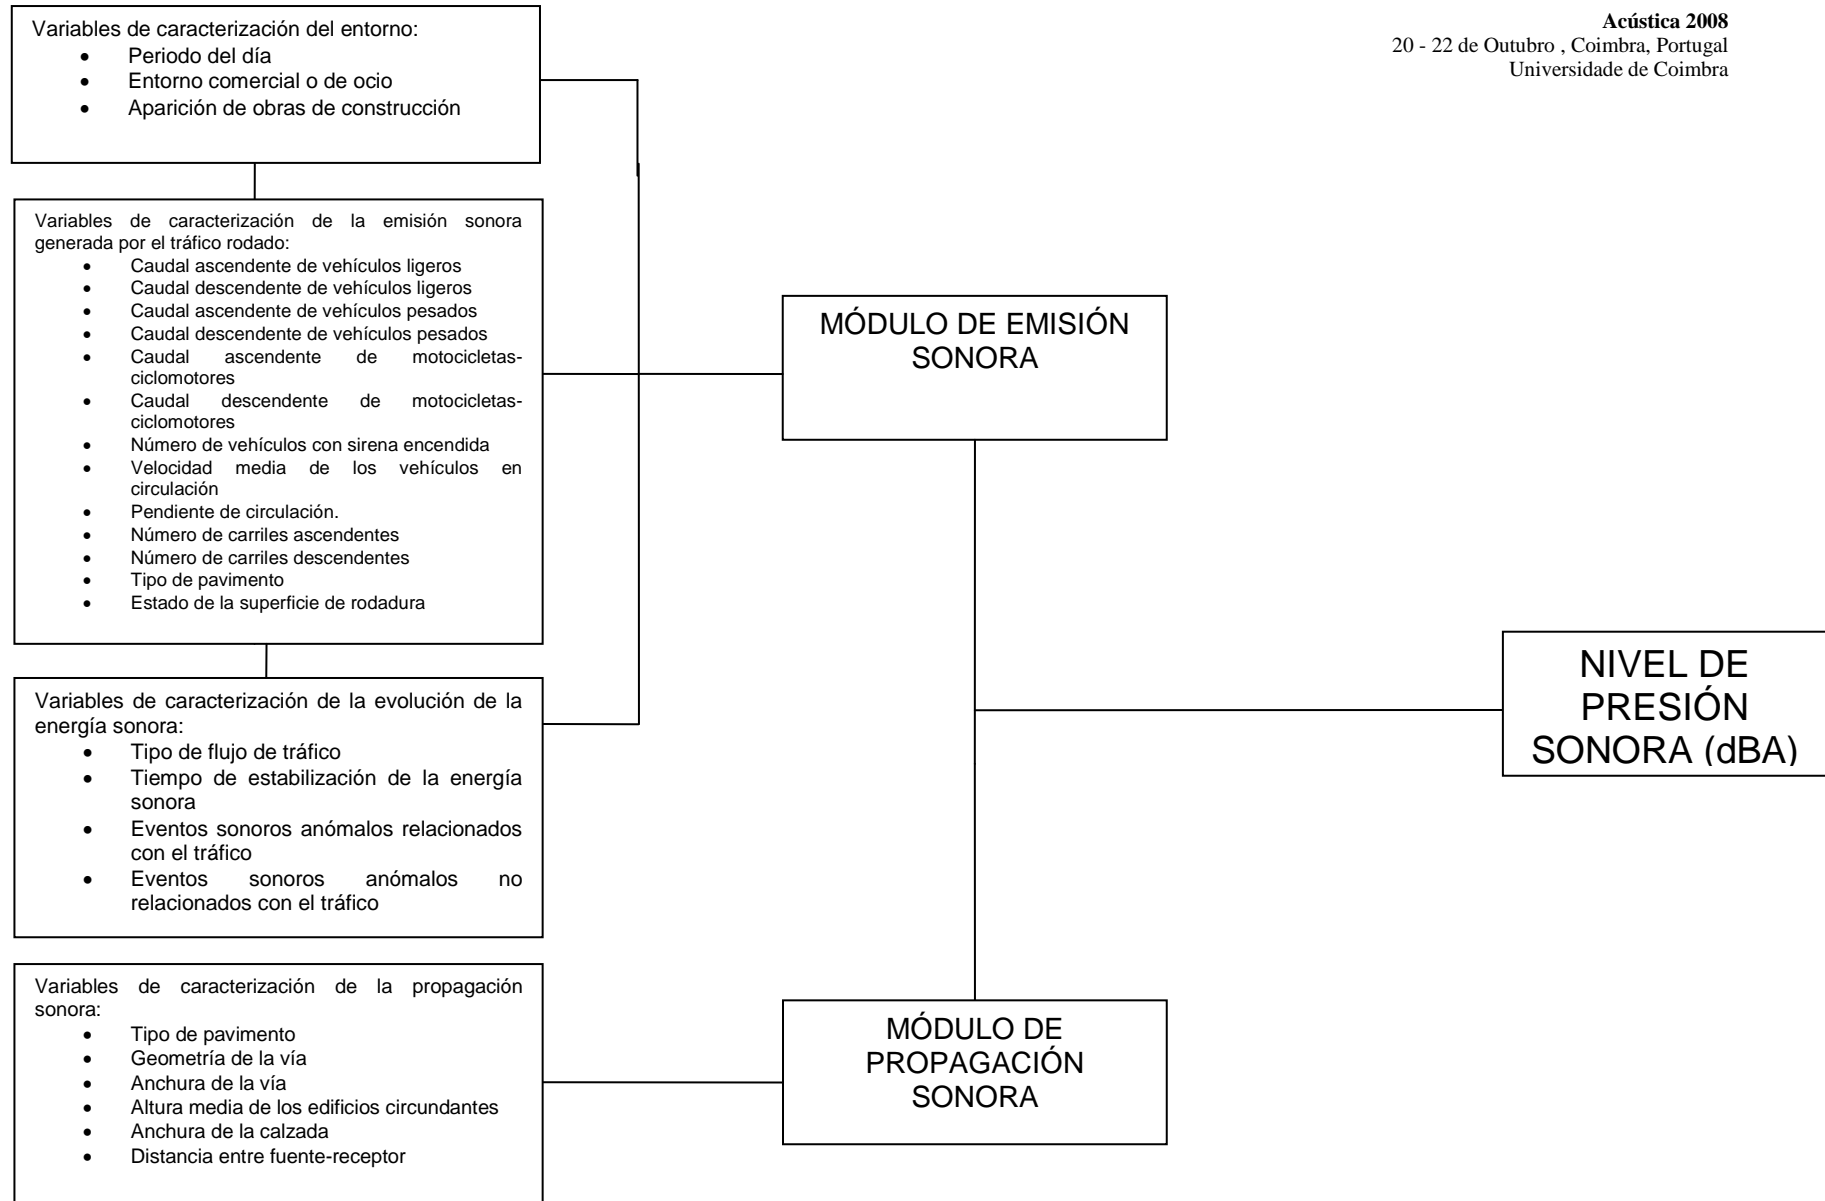 Acústica 2008
20 - 22 de Outubro , Coimbra, Portugal
Universidade de Coimbra
Variables de caracterización del entorno:
• Periodo del día
• Entorno comercial o de ocio
• Aparición de obras de construcción
Variables de caracterización de la emisión sonora
generada por el tráfico rodado:
• Caudal ascendente de vehículos ligeros
• Caudal descendente de vehículos ligeros
• Caudal ascendente de vehículos pesados
• Caudal descendente de vehículos pesados
• Caudal ascendente de motocicletas-
ciclomotores
• Caudal descendente de motocicletas-
ciclomotores
• Número de vehículos con sirena encendida
• Velocidad media de los vehículos en
circulación
• Pendiente de circulación.
• Número de carriles ascendentes
• Número de carriles descendentes
• Tipo de pavimento
• Estado de la superficie de rodadura
Variables de caracterización de la evolución de la
energía sonora:
• Tipo de flujo de tráfico
• Tiempo de estabilización de la energía
sonora
• Eventos sonoros anómalos relacionados
con el tráfico
• Eventos sonoros anómalos no
relacionados con el tráfico
Variables de caracterización de la propagación
sonora:
• Tipo de pavimento
• Geometría de la vía
• Anchura de la vía
• Altura media de los edificios circundantes
• Anchura de la calzada
• Distancia entre fuente-receptor
MÓDULO DE EMISIÓN
SONORA
MÓDULO DE
PROPAGACIÓN
SONORA
NIVEL DE
PRESIÓN
SONORA (dBA)